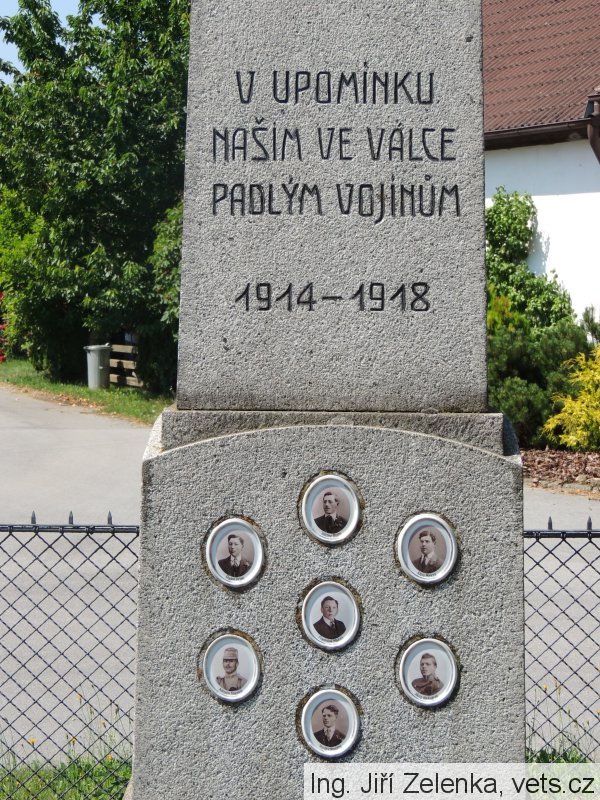 V UPOMÍNKU
NAŠIM VE VÁLCE
PADLÝM VOJÍNŮM
1914–1918
Ing. Jiří Zelenka, vets.cz